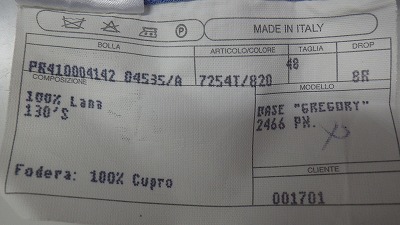 P MADE IN ITALY
BOLLA ARTICOLO/COLORE TAGLIA DROP
PR410004142 04535/A 7254T/820 48 8R
COMPOSIZIONE MODELLO
100% Lana
130'S
BASE "GREGORY"
2466 PN.
Fodera: 100% Cupro
CLIENTE
001701